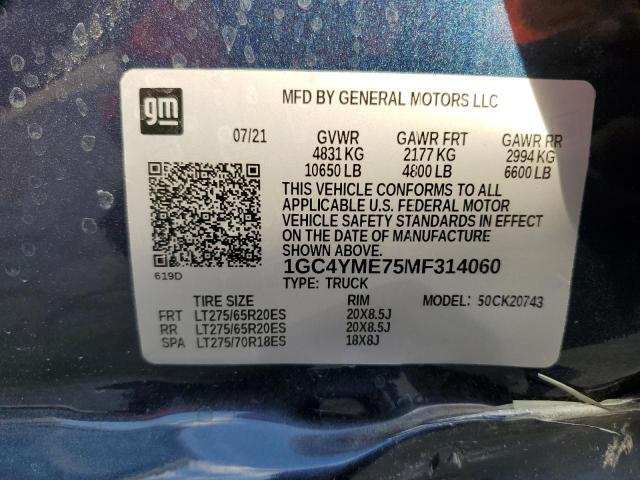 gm
MFD BY GENERAL MOTORS LLC
07/21 GVWR GAWR FRT GAWR RR
4831 KG 2177 KG 2994 KG
10650 LB 4800 LB 6600 LB
THIS VEHICLE CONFORMS TO ALL
APPLICABLE U.S. FEDERAL MOTOR
VEHICLE SAFETY STANDARDS IN EFFECT
ON THE DATE OF MANUFACTURE
SHOWN ABOVE.
619D
1GC4YME75MF314060
TYPE: TRUCK
TIRE SIZE RIM MODEL: 50CK20743
FRT LT275/65R20ES 20X8.5J
RR LT275/65R20ES 20X8.5J
SPA LT275/70R18ES 18X8J